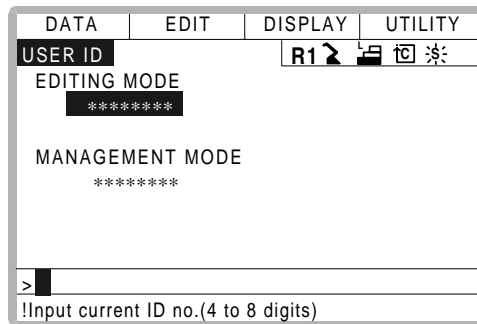 DATA EDIT DISPLAY UTILITY
USER ID R1 L C S
EDITING MODE
********
MANAGEMENT MODE
********
>
!Input current ID no.(4 to 8 digits)